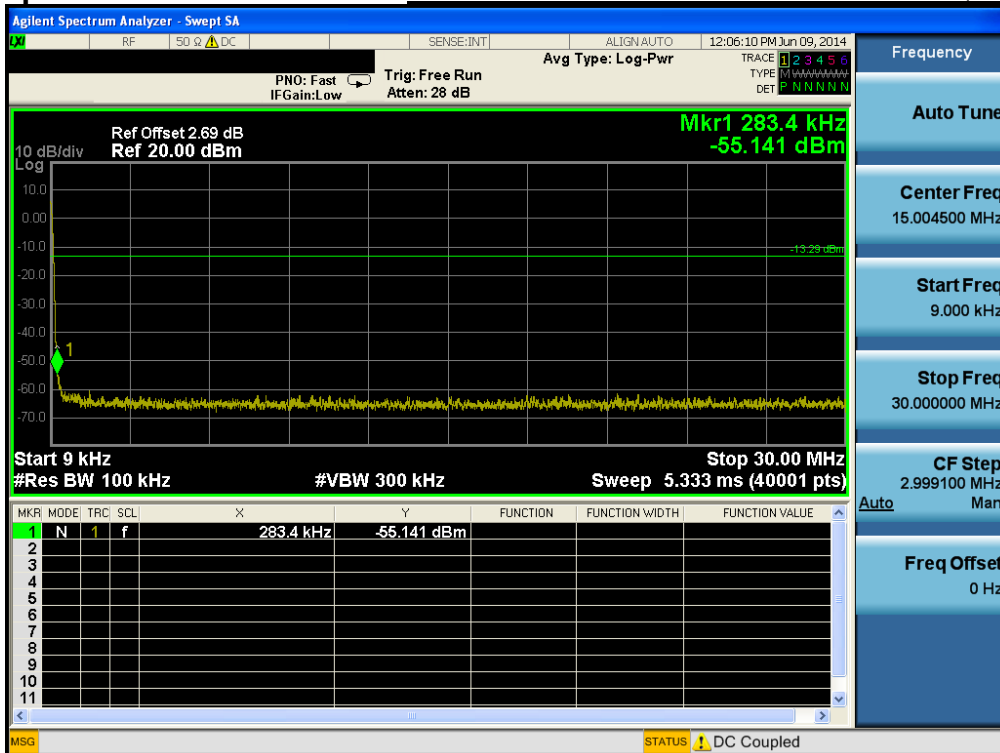 Agilent Spectrum Analyzer - Swept SA
LXI RF 50 Ω DC SENSE:INT ALIGN AUTO 12:06:10 PM Jun 09, 2014
Avg Type: Log-Pwr
TRACE 1 2 3 4 5 6
TYPE M
DET P N N N N N
PNO: Fast
IFGain:Low
Trig: Free Run
Atten: 28 dB
Mkr1 283.4 kHz
-55.141 dBm
Ref Offset 2.69 dB
10 dB/div Ref 20.00 dBm
Log
10.0
0.00
-10.0
-13.29 dBm
-20.0
-30.0
-40.0
1
-50.0
-60.0
-70.0
Start 9 kHz Stop 30.00 MHz
#Res BW 100 kHz #VBW 300 kHz Sweep 5.333 ms (40001 pts)
MKR MODE TRC SCL X Y FUNCTION FUNCTION WIDTH FUNCTION VALUE
1 N 1 f 283.4 kHz -55.141 dBm
2
3
4
5
6
7
8
9
10
11
MSG STATUS DC Coupled
Frequency
Auto Tune
Center Freq
15.004500 MHz
Start Freq
9.000 kHz
Stop Freq
30.000000 MHz
CF Step
2.999100 MHz
Auto Man
Freq Offset
0 Hz